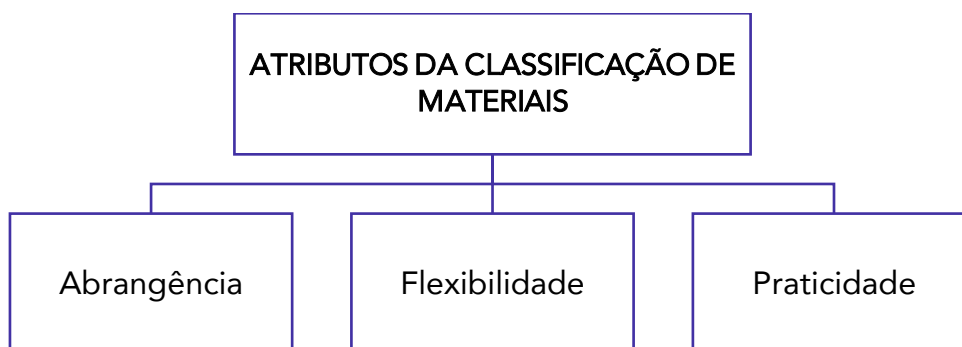 ATRIBUTOS DA CLASSIFICAÇÃO DE
MATERIAIS
Abrangência
Flexibilidade
Praticidade